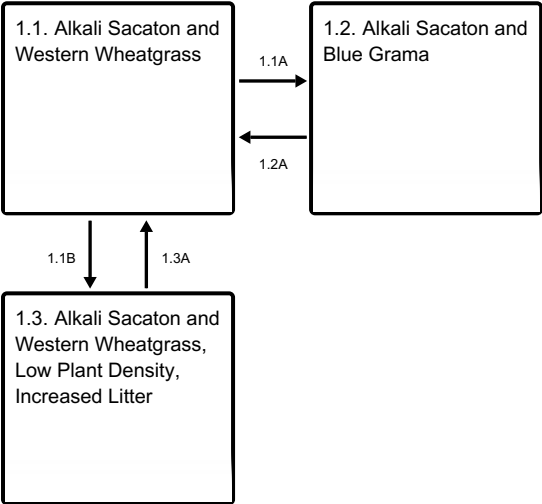 1.1. Alkali Sacaton and
Western Wheatgrass
1.1A
1.2. Alkali Sacaton and
Blue Grama
1.2A
1.1B
1.3A
1.3. Alkali Sacaton and
Western Wheatgrass,
Low Plant Density,
Increased Litter